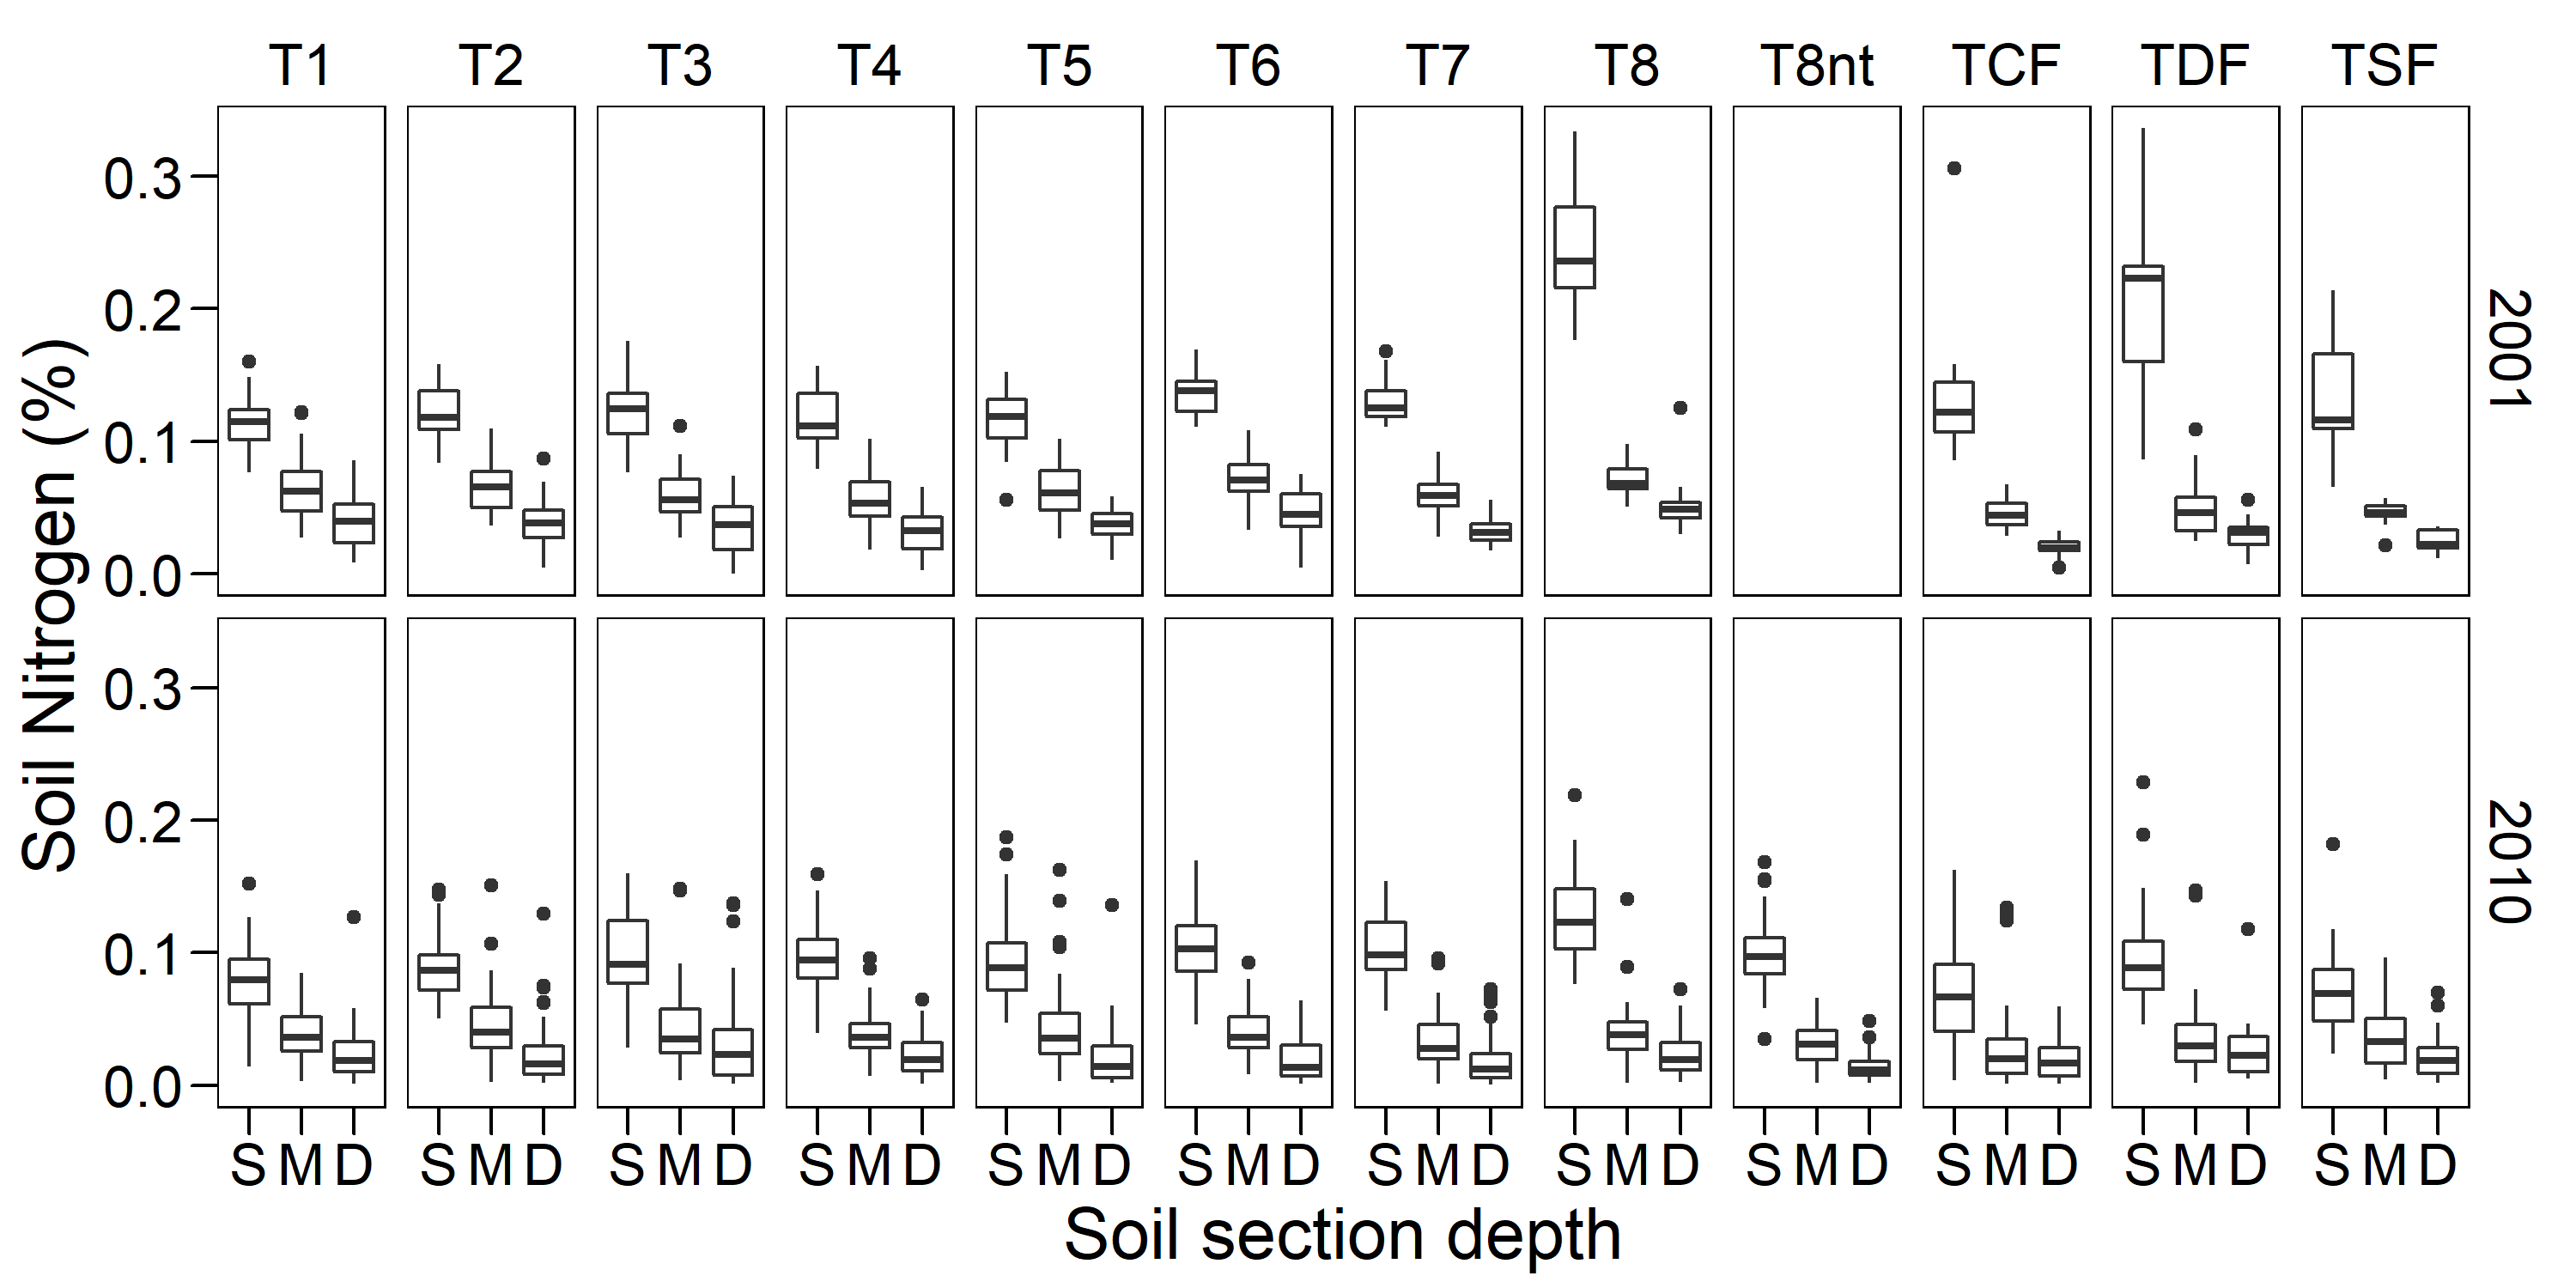 T1 T2 T3 T4 T5 T6 T7 T8 T8nt TCF TDF TSF
0.3
0.2
0.1
0.0
2001
Soil Nitrogen (%)
0.3
0.2
0.1
0.0
2010
S M D S M D S M D S M D S M D S M D S M D S M D S M D S M D S M D S M D
Soil section depth